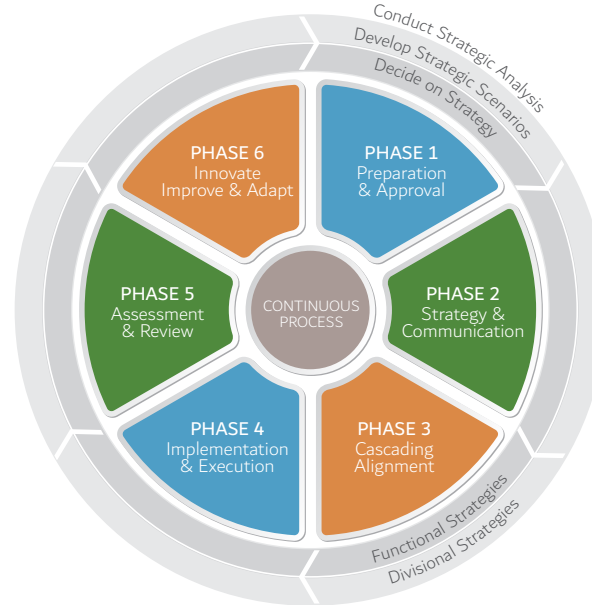 Conduct Strategic Analysis
Develop Strategic Scenarios
Decide on Strategy
PHASE 6
Innovate
Improve & Adapt
PHASE 1
Preparation
& Approval
PHASE 5
Assessment
& Review
CONTINUOUS
PROCESS
PHASE 2
Strategy &
Communication
PHASE 4
Implementation
& Execution
PHASE 3
Cascading
Alignment
Functional Strategies
Divisional Strategies